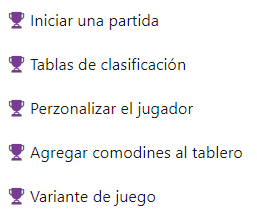 Iniciar una partida
Tablas de clasificación
Perzonalizar el jugador
Agregar comodines al tablero
Variante de juego